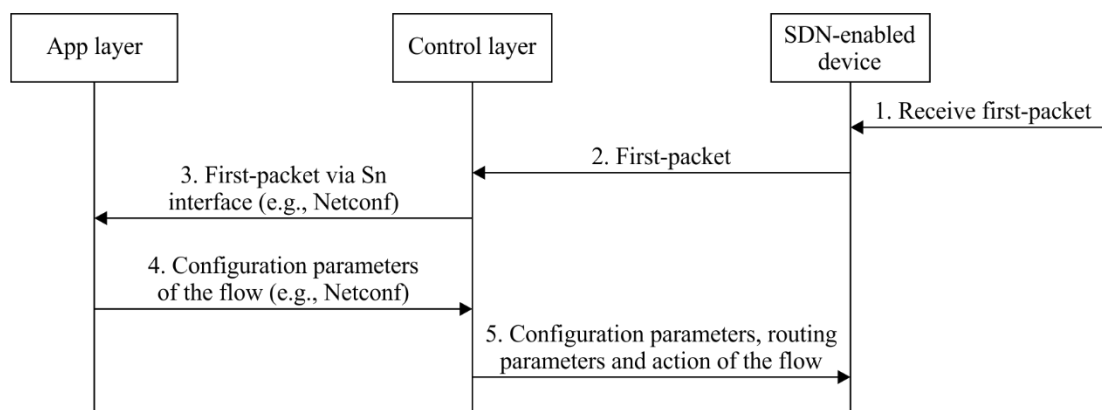 App layer
Control layer
SDN-enabled
device
1. Receive first-packet
2. First-packet
3. First-packet via Sn
interface (e.g., Netconf)
4. Configuration parameters
of the flow (e.g., Netconf)
5. Configuration parameters, routing
parameters and action of the flow